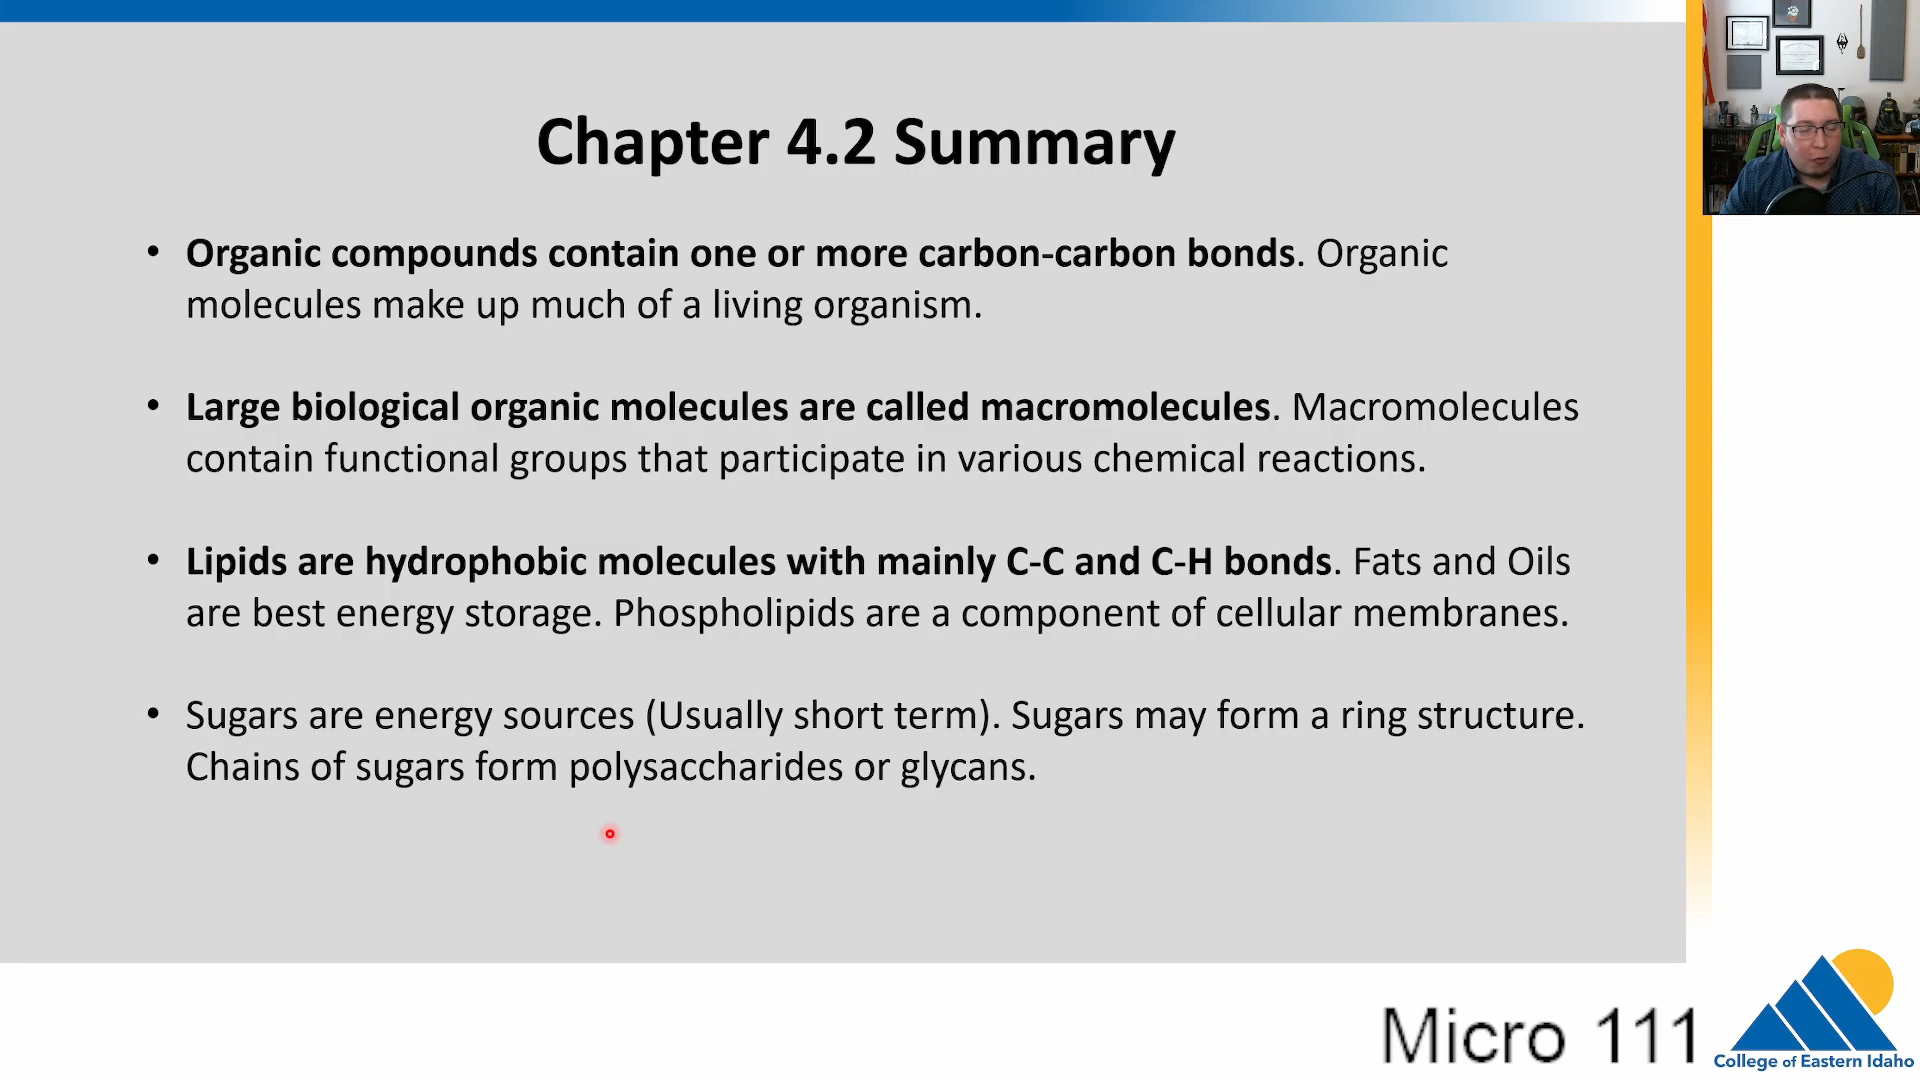 Chapter 4.2 Summary
• Organic compounds contain one or more carbon-carbon bonds. Organic
molecules make up much of a living organism.
• Large biological organic molecules are called macromolecules. Macromolecules
contain functional groups that participate in various chemical reactions.
• Lipids are hydrophobic molecules with mainly C-C and C-H bonds. Fats and Oils
are best energy storage. Phospholipids are a component of cellular membranes.
• Sugars are energy sources (Usually short term). Sugars may form a ring structure.
Chains of sugars form polysaccharides or glycans.
Micro 111
College of Eastern Idaho